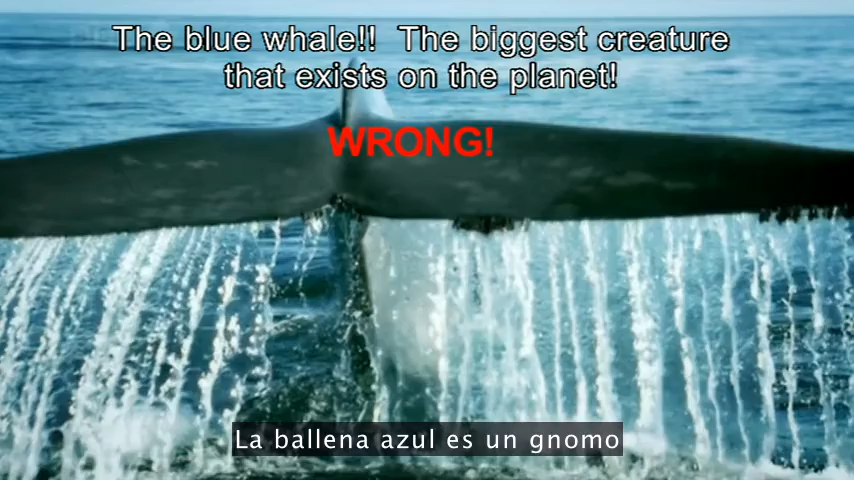 The blue whale!! The biggest creature
that exists on the planet!
WRONG!
La ballena azul es un gnomo